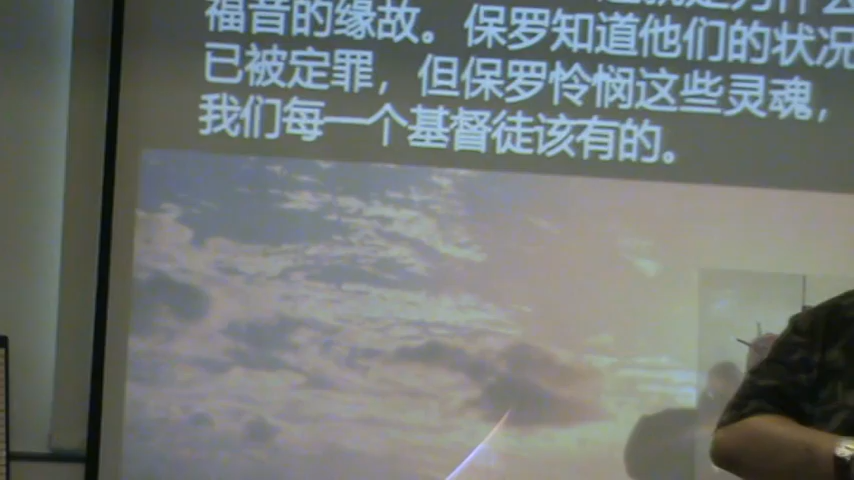 福音的缘故。保罗知道他们的状况
已被定罪，但保罗怜悯这些灵魂，
我们每一个基督徒该有的。